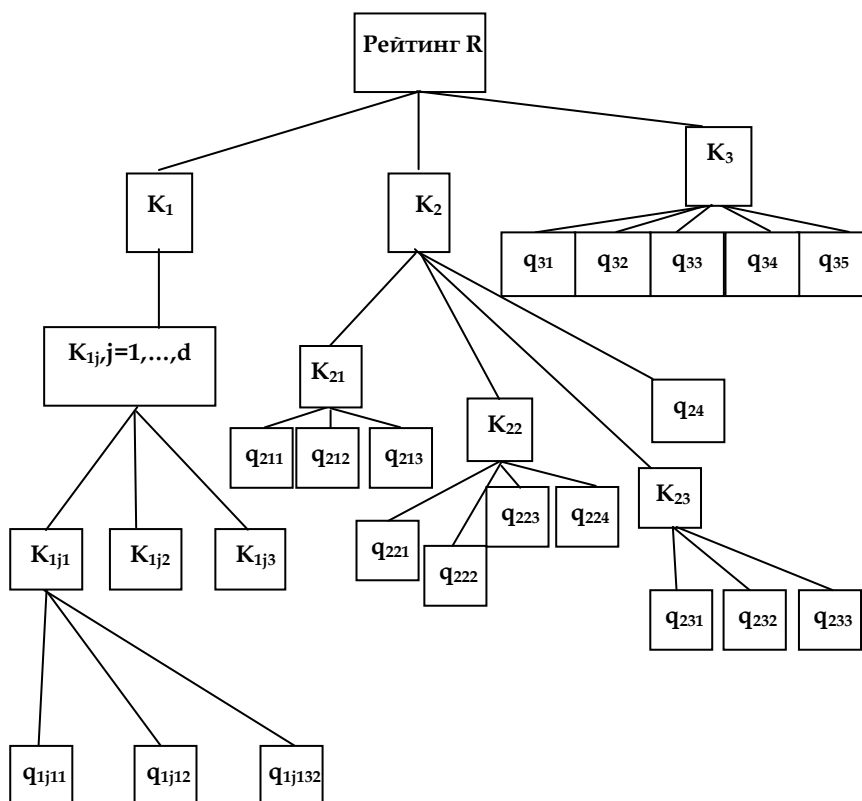 Рейтинг R
K₃
K₁
K₂
q₃₁ q₃₂ q₃₃ q₃₄ q₃₅
K₁ⱼ,j=1,…,d
K₂₁
q₂₄
K₂₂
q₂₁₁ q₂₁₂ q₂₁₃
K₂₃
q₂₂₃ q₂₂₄
K₁ⱼ₁ K₁ⱼ₂ K₁ⱼ₃
q₂₂₁
q₂₂₂
q₂₃₁ q₂₃₂ q₂₃₃
q₁ⱼ₁₁ q₁ⱼ₁₂ q₁ⱼ₁₃₂